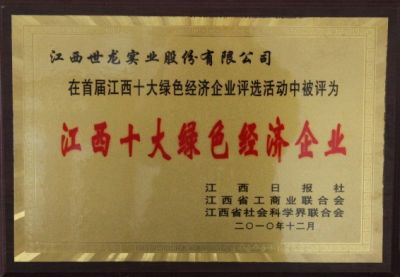 江西世龙实业股份有限公司
在首届江西十大绿色经济企业评选活动中被评为
江西十大绿色经济企业
江西日报社
江西省工商业联合会
江西省社会科学界联合会
二〇一〇年十二月